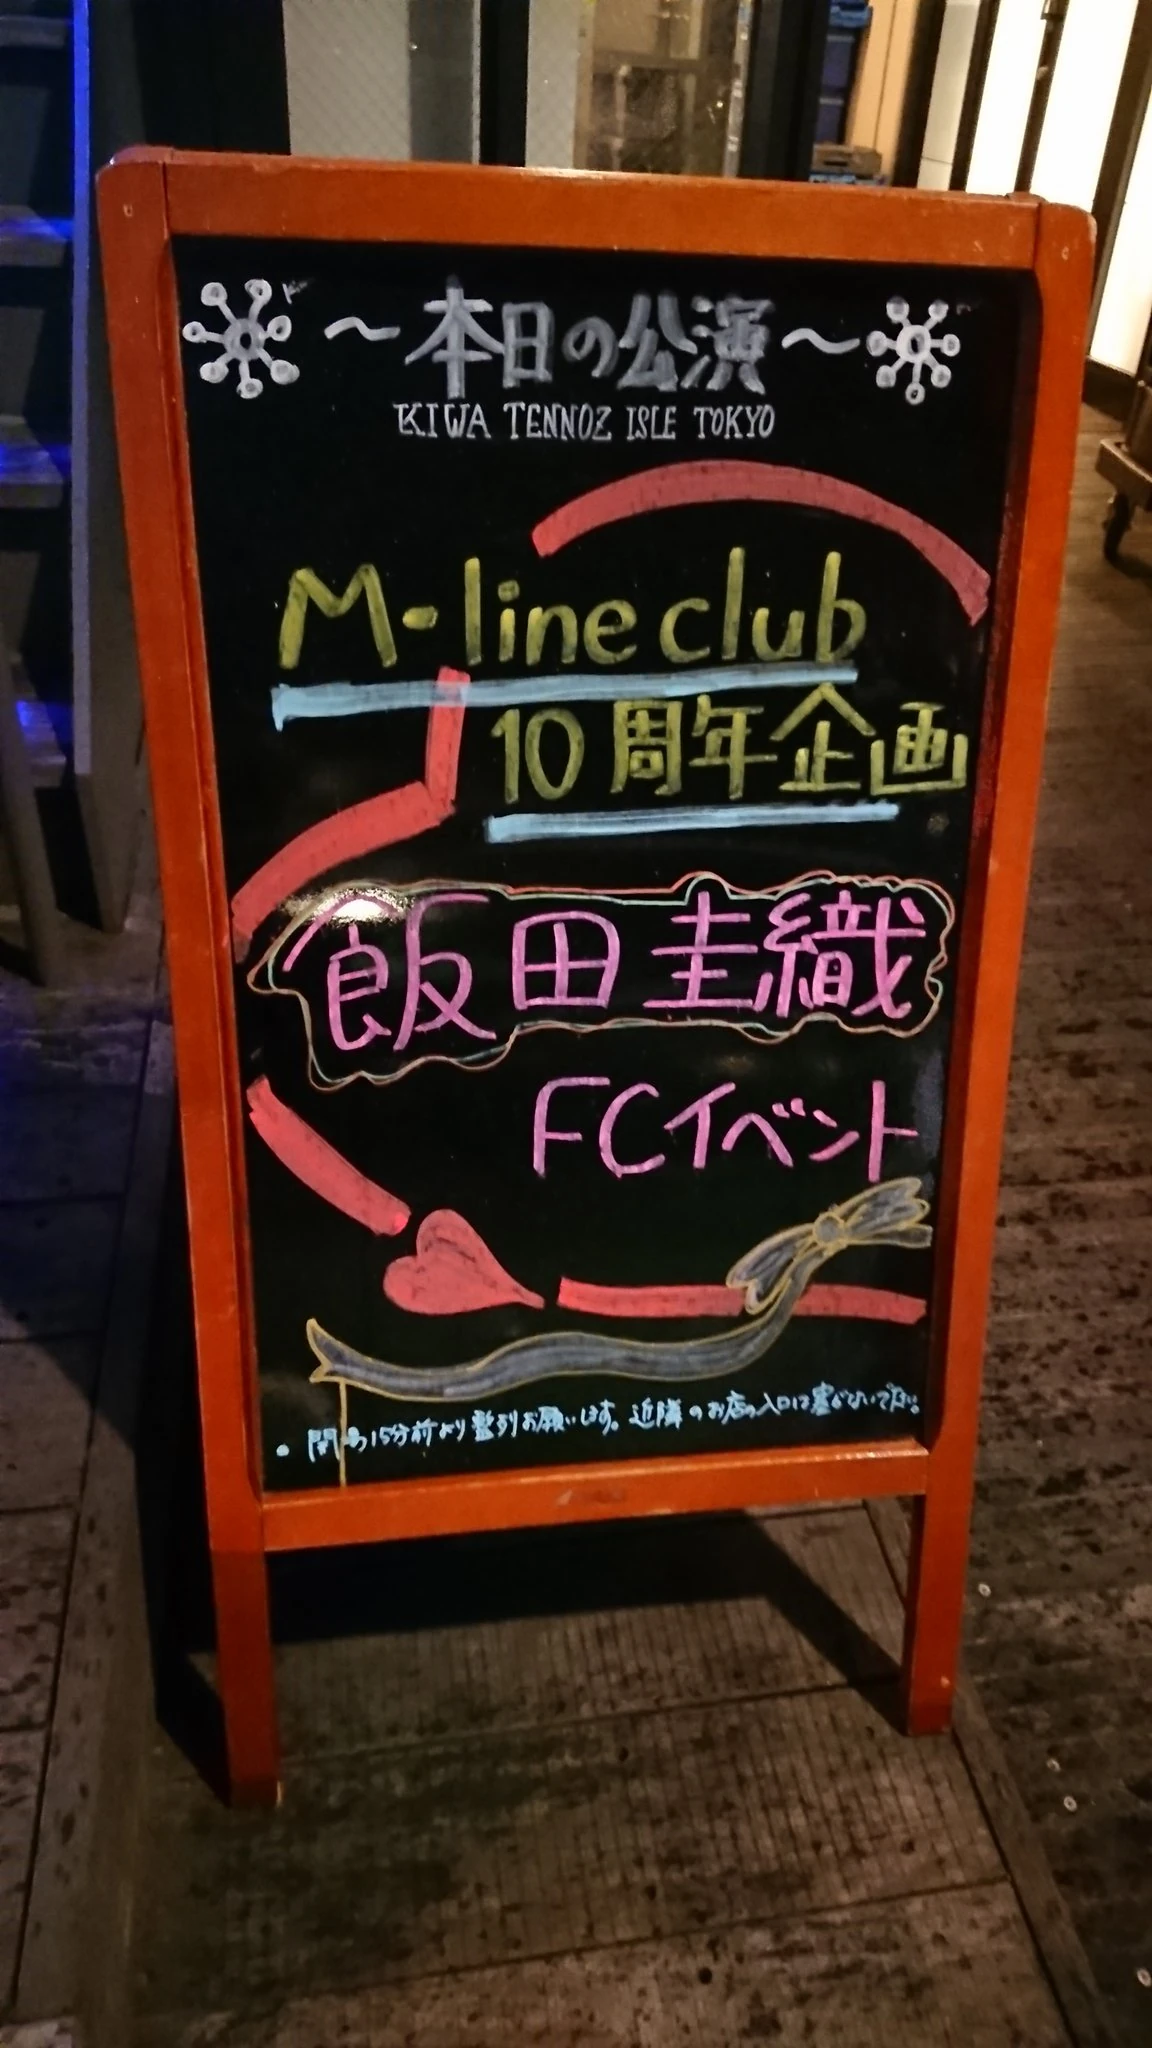 ～本日の公演～
KIWA TENNOZ ISLE TOKYO
M-line club
10周年企画
飯田圭織
FCイベント
• 開場15分前より整列お願いします。近隣のお店の入口は塞がないで下さい。